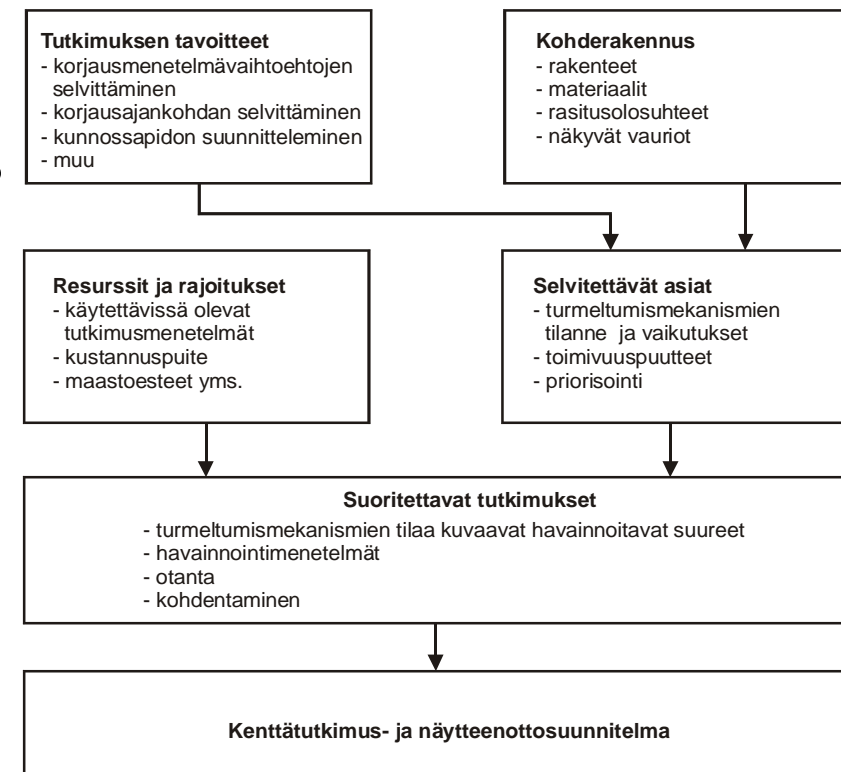 Tutkimuksen tavoitteet
- korjausmenetelmävaihtoehtojen
selvittäminen
- korjausajankohdan selvittäminen
- kunnossapidon suunnitteleminen
- muu
Kohderakennus
- rakenteet
- materiaalit
- rasitusolosuhteet
- näkyvät vauriot
Resurssit ja rajoitukset
- käytettävissä olevat
tutkimusmenetelmät
- kustannuspuite
- maastoesteet yms.
Selvitettävät asiat
- turmeltumismekanismien
tilanne ja vaikutukset
- toimivuuspuutteet
- priorisointi
Suoritettavat tutkimukset
- turmeltumismekanismien tilaa kuvaavat havainnoitavat suureet
- havainnointimenetelmät
- otanta
- kohdentaminen
Kenttätutkimus- ja näytteenottosuunnitelma